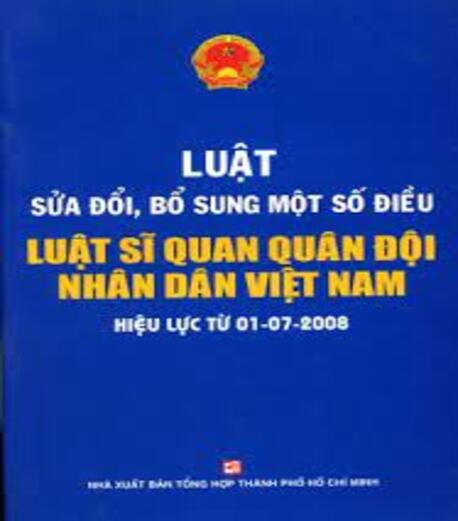 LUẬT
SỬA ĐỔI, BỔ SUNG MỘT SỐ ĐIỀU
LUẬT SĨ QUAN QUÂN ĐỘI
NHÂN DÂN VIỆT NAM
HIỆU LỰC TỪ 01-07-2008
NHÀ XUẤT BẢN TỔNG HỢP THÀNH PHỐ HỒ CHÍ MINH